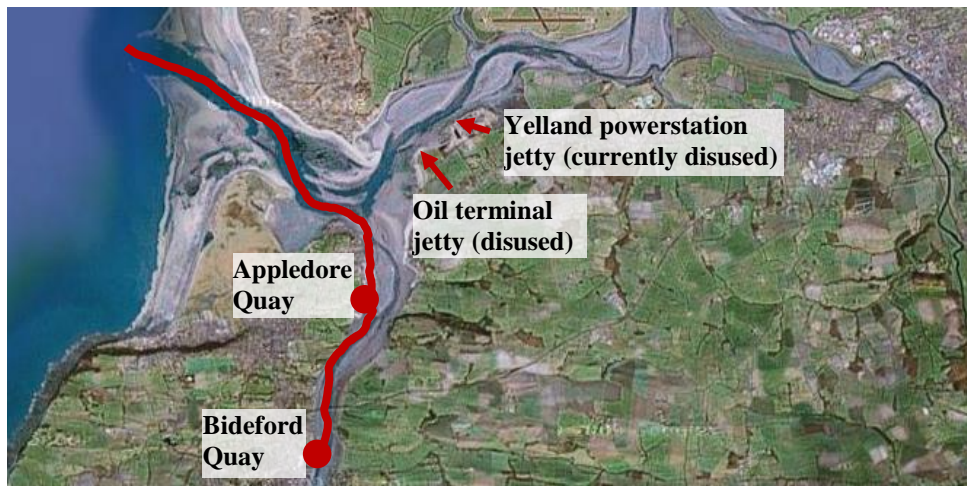 Yelland powerstation
jetty (currently disused)
Oil terminal
jetty (disused)
Appledore
Quay
Bideford
Quay